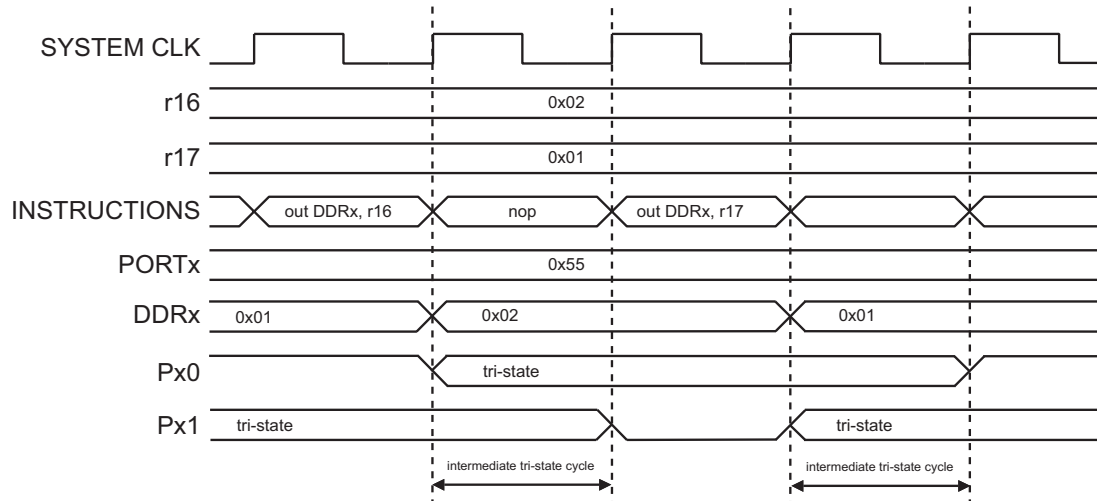 SYSTEM CLK
r16 0x02
r17 0x01
INSTRUCTIONS out DDRx, r16 nop out DDRx, r17
PORTx 0x55
DDRx 0x01 0x02 0x01
Px0 tri-state
Px1 tri-state tri-state
intermediate tri-state cycle intermediate tri-state cycle